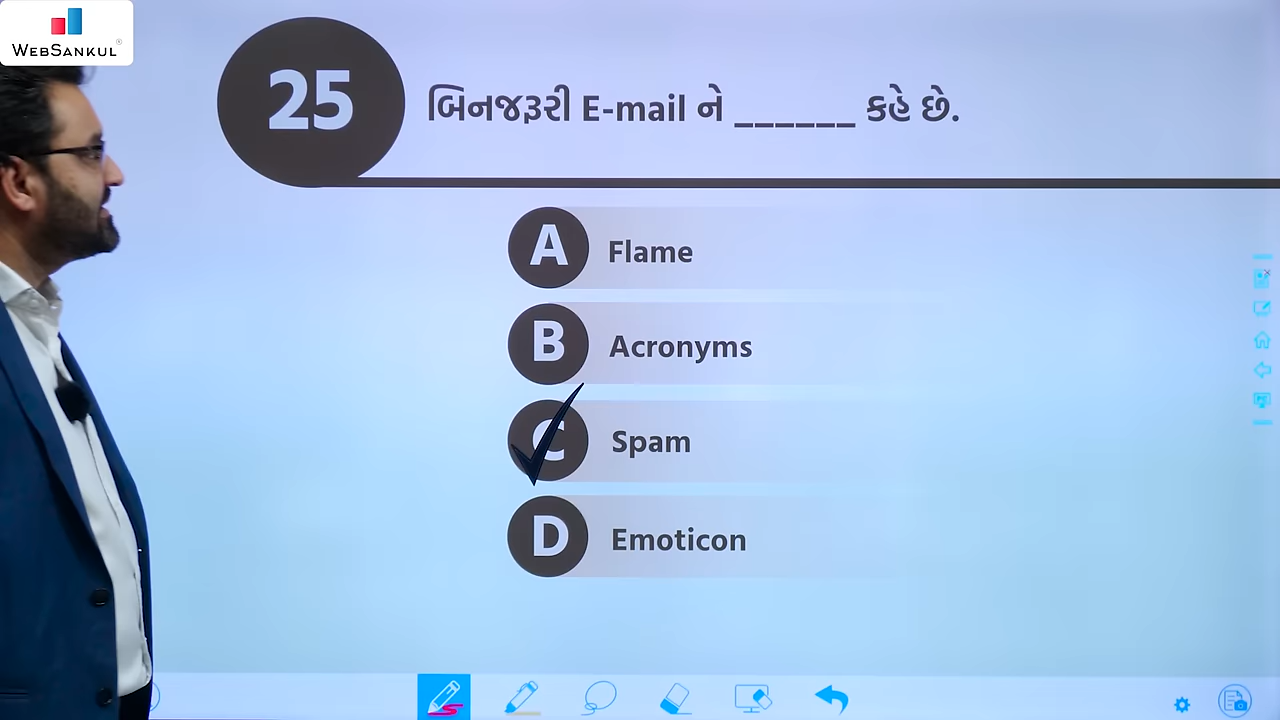 WEBSANKUL®
25
બિનજરૂરી E-mail ને ______ કહે છે.
A Flame
B Acronyms
C Spam
D Emoticon